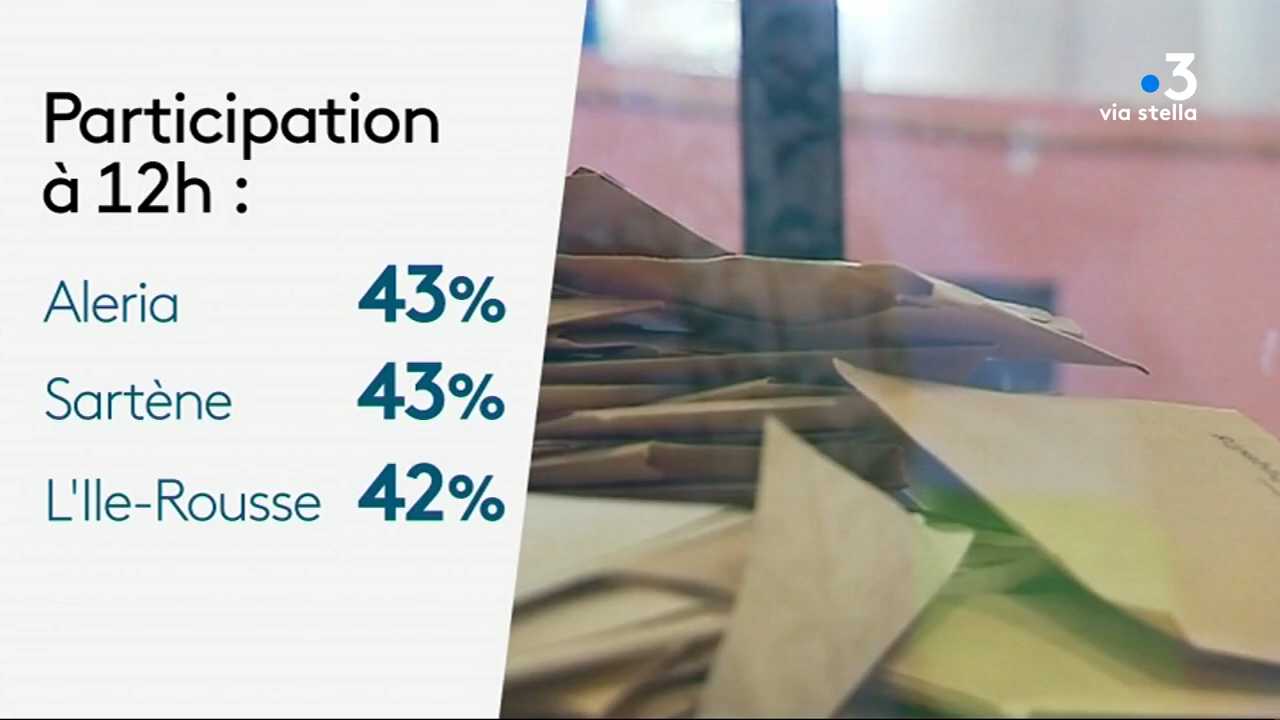 Participation
à 12h :
Aleria 43%
Sartène 43%
L'Ile-Rousse 42%
3
via stella